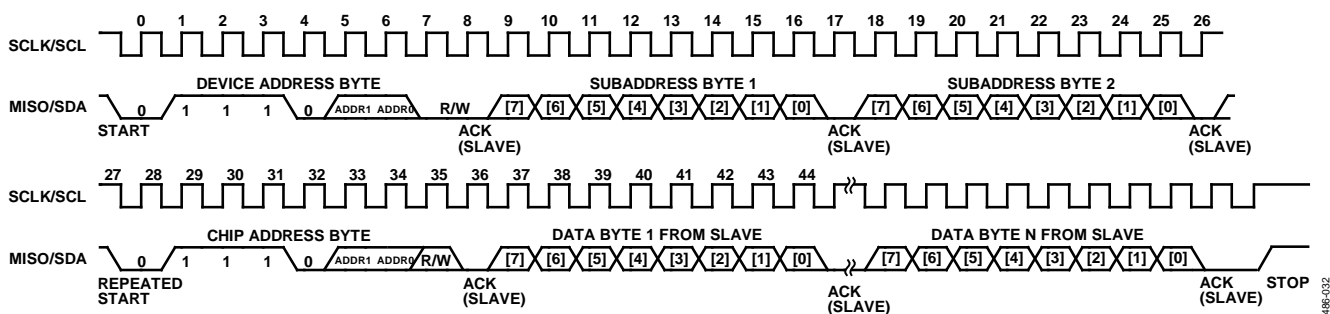 0 1 2 3 4 5 6 7 8 9 10 11 12 13 14 15 16 17 18 19 20 21 22 23 24 25 26
SCLK/SCL
DEVICE ADDRESS BYTE SUBADDRESS BYTE 1 SUBADDRESS BYTE 2
MISO/SDA 0 1 1 1 0 ADDR1 ADDR0 R/W [7] [6] [5] [4] [3] [2] [1] [0] [7] [6] [5] [4] [3] [2] [1] [0]
START ACK (SLAVE) ACK (SLAVE) ACK (SLAVE)
27 28 29 30 31 32 33 34 35 36 37 38 39 40 41 42 43 44
SCLK/SCL
CHIP ADDRESS BYTE DATA BYTE 1 FROM SLAVE DATA BYTE N FROM SLAVE
MISO/SDA 0 1 1 1 0 ADDR1 ADDR0 R/W [7] [6] [5] [4] [3] [2] [1] [0] [7] [6] [5] [4] [3] [2] [1] [0]
REPEATED START ACK (SLAVE) ACK (SLAVE) ACK (SLAVE) STOP
486-032